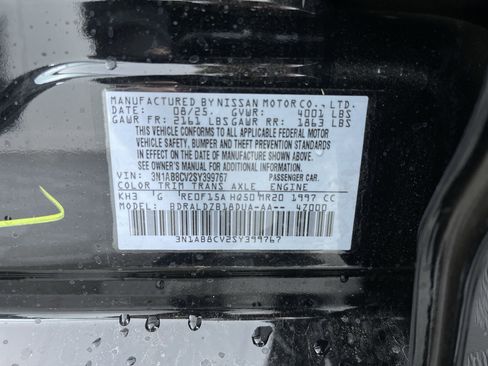 MANUFACTURED BY NISSAN MOTOR CO., LTD.
DATE: 08/25. GVWR: 4001 LBS
GAWR FR: 2161 LBS GAWR RR: 1863 LBS
THIS VEHICLE CONFORMS TO ALL APPLICABLE FEDERAL MOTOR
VEHICLE SAFETY, BUMPER, AND THEFT PREVENTION STANDARDS
IN EFFECT ON THE DATE OF MANUFACTURE SHOWN ABOVE.
SEE OWNER'S MANUAL FOR ADDITIONAL INFORMATION.
VIN: 3N1AB8CV2SY399767 PASSENGER CAR.
COLOR TRIM TRANS AXLE ENGINE
KH3 G RE0F15A HQ50 MR20 1997 CC
MODEL: BDRALDZB18DUA-AA-- 47000
3N1AB8CV2SY399767